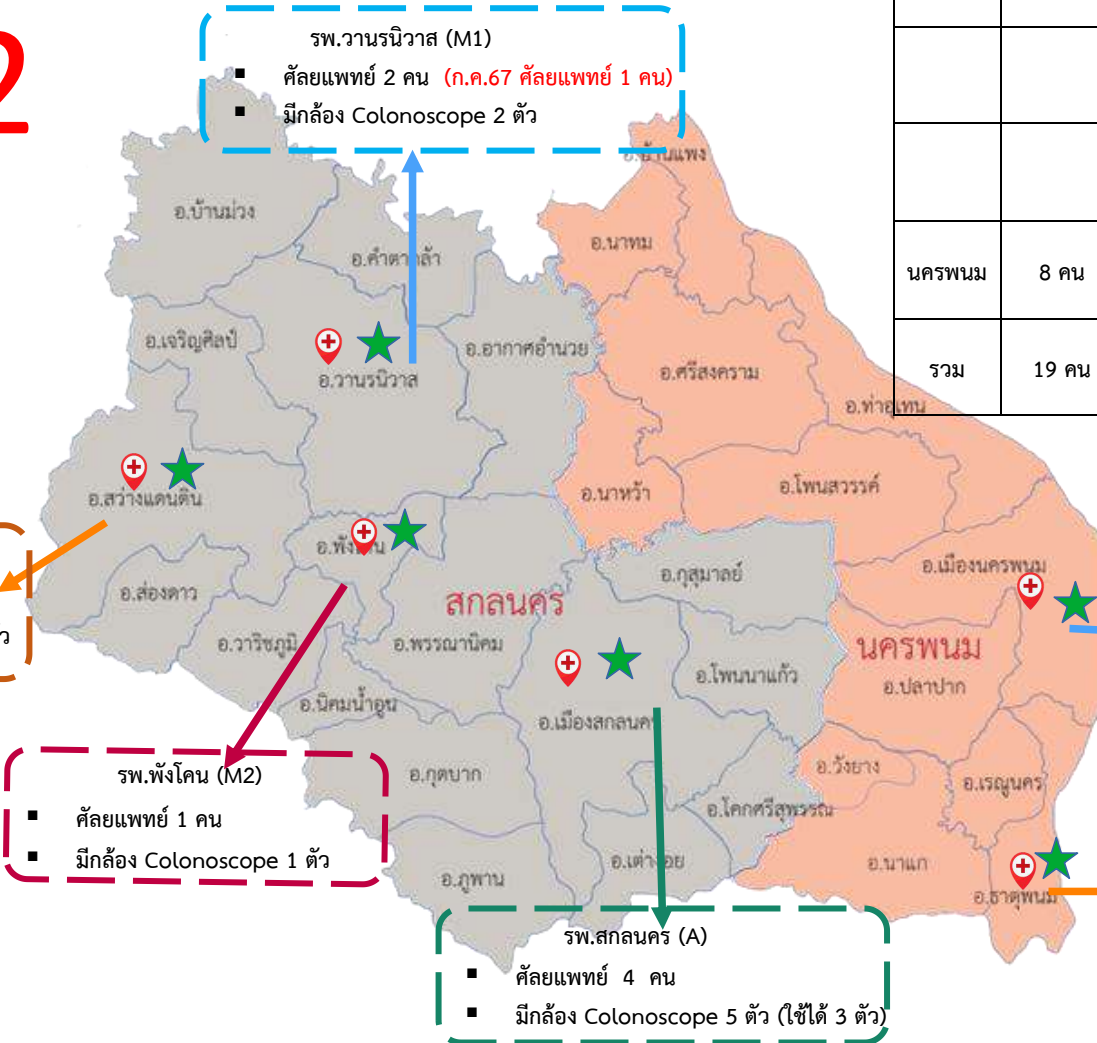 2
รพ.วานรนิวาส (M1)
▪ ศัลยแพทย์ 2 คน (ก.ค.67 ศัลยแพทย์ 1 คน)
▪ มีกล้อง Colonoscope 2 ตัว
นครพนม 8 คน
รวม 19 คน
อ.บ้านแพง
อ.บ้านม่วง
อ.นาทม
อ.คำตากล้า
อ.เจริญศิลป์
อ.อากาศอำนวย
อ.วานรนิวาส
อ.ศรีสงคราม
อ.ท่าอุเทน
อ.สว่างแดนดิน
อ.นาหว้า
อ.โพนสวรรค์
อ.พังโคน
อ.ส่องดาว
อ.กุสุมาลย์
อ.เมืองนครพนม
สกลนคร
ว
อ.วาริชภูมิ
อ.พรรณานิคม
นครพนม
อ.โพนนาแก้ว
อ.ปลาปาก
อ.นิคมน้ำอูน
อ.เมืองสกลนคร
อ.วังยาง
อ.กุดบาก
อ.เรณูนคร
อ.โคกศรีสุพรรณ
รพ.พังโคน (M2)
▪ ศัลยแพทย์ 1 คน
▪ มีกล้อง Colonoscope 1 ตัว
อ.เต่างอย
อ.นาแก
อ.ภูพาน
อ.ธาตุพนม
รพ.สกลนคร (A)
▪ ศัลยแพทย์ 4 คน
▪ มีกล้อง Colonoscope 5 ตัว (ใช้ได้ 3 ตัว)